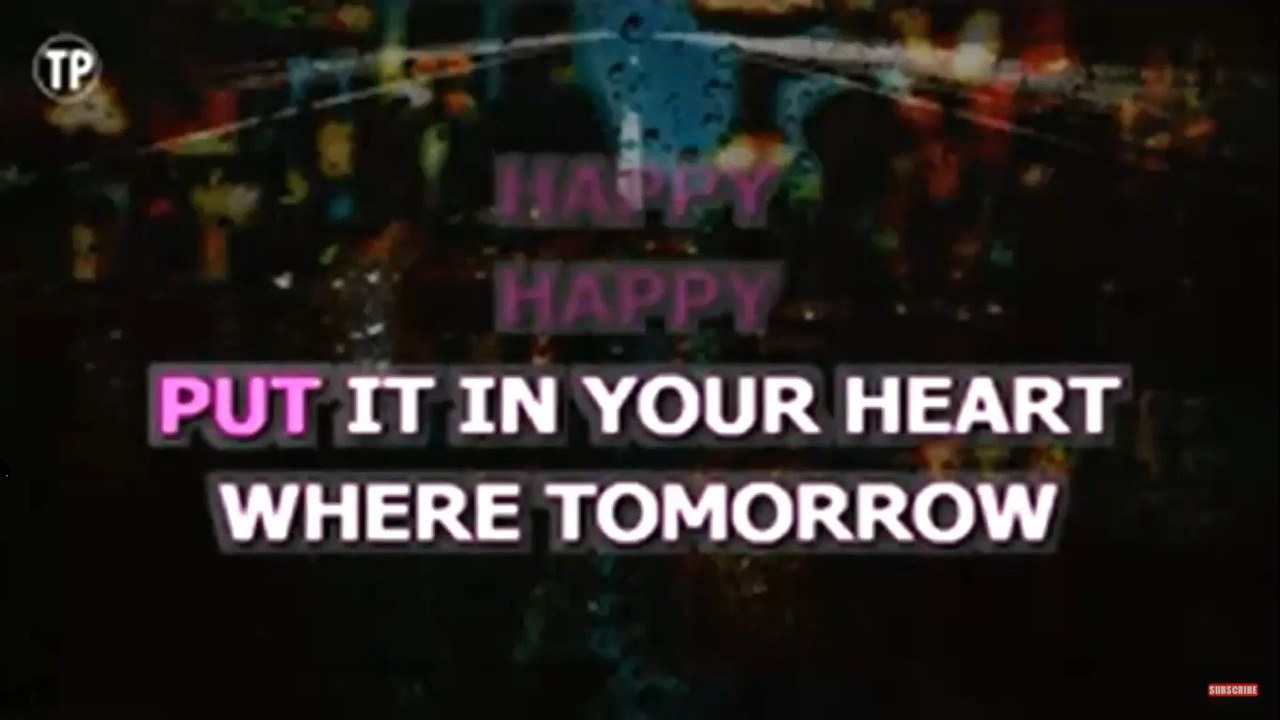 TP
HAPPY
HAPPY
PUT IT IN YOUR HEART
WHERE TOMORROW
SUBSCRIBE